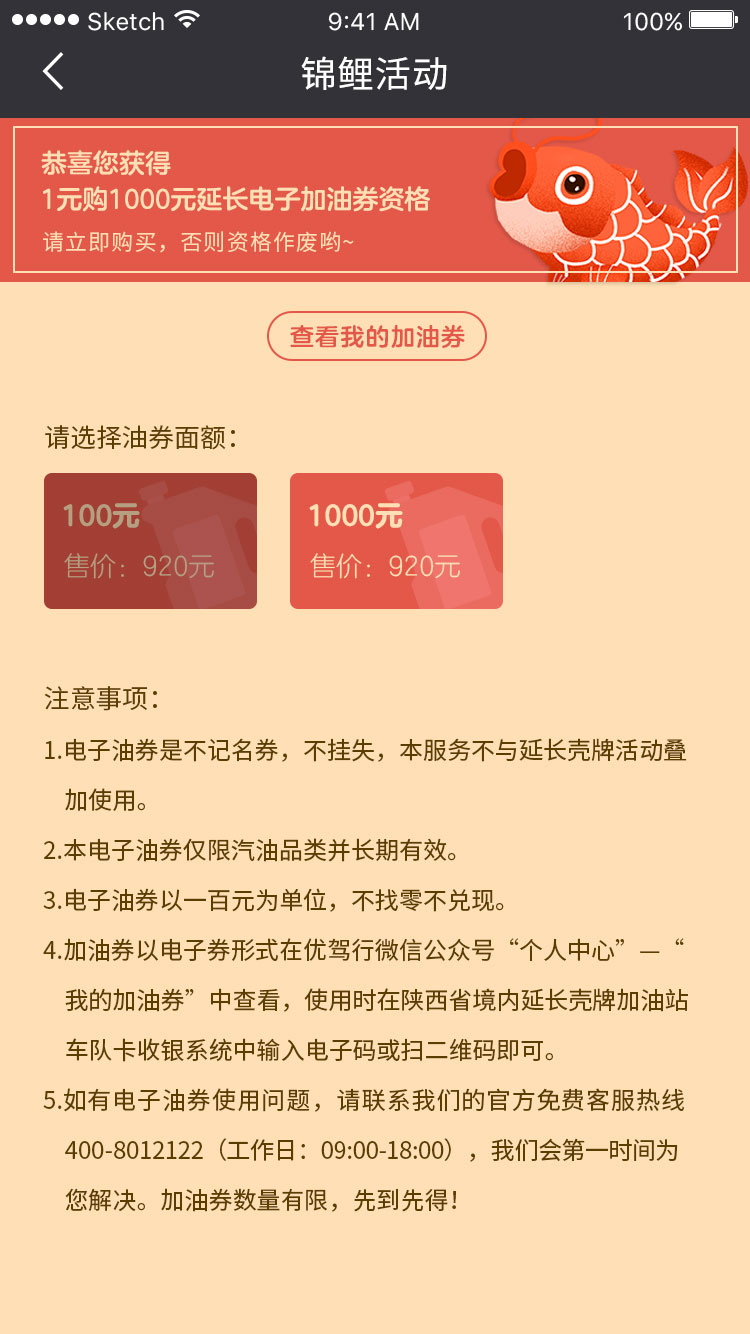 Sketch 9:41 AM 100%
锦鲤活动
恭喜您获得
1元购1000元延长电子加油券资格
请立即购买，否则资格作废哟~
查看我的加油券
请选择油券面额：
100元 1000元
售价：920元 售价：920元
注意事项：
1.电子油券是不记名券，不挂失，本服务不与延长壳牌活动叠
加使用。
2.本电子油券仅限汽油品类并长期有效。
3.电子油券以一百元为单位，不找零不兑现。
4.加油券以电子券形式在优驾行微信公众号“个人中心”—“
我的加油券”中查看，使用时在陕西省境内延长壳牌加油站
车队卡收银系统中输入电子码或扫二维码即可。
5.如有电子油券使用问题，请联系我们的官方免费客服热线
400-8012122（工作日：09:00-18:00），我们会第一时间为
您解决。加油券数量有限，先到先得！